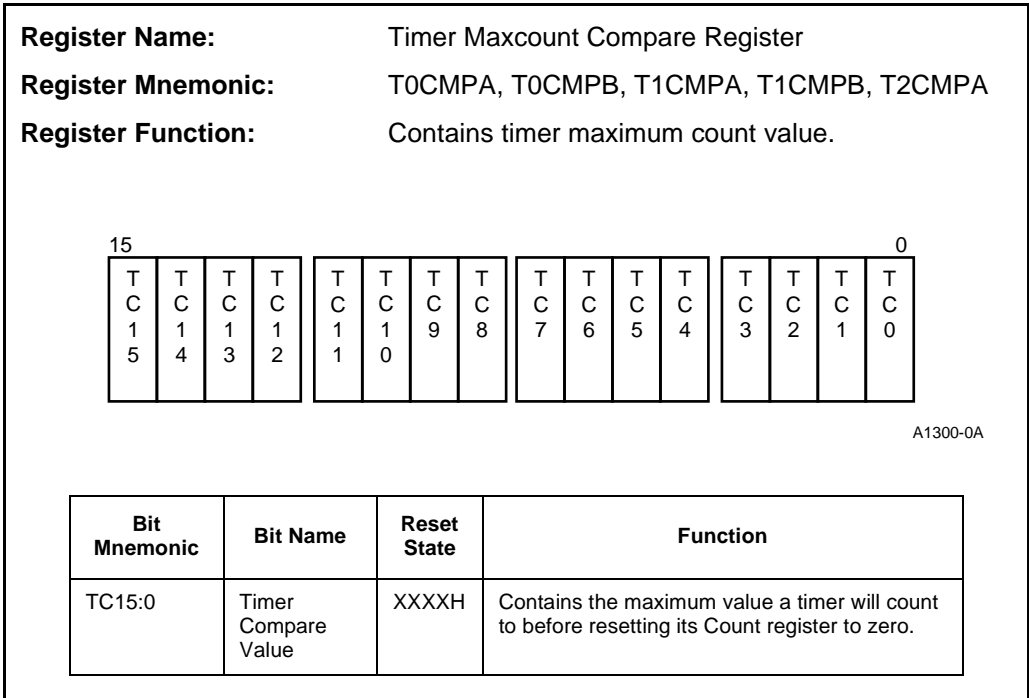 Register Name: Timer Maxcount Compare Register
Register Mnemonic: T0CMPA, T0CMPB, T1CMPA, T1CMPB, T2CMPA
Register Function: Contains timer maximum count value.
15 0
T T T T T T T T T T T T T T T T
C C C C C C C C C C C C C C C C
1 1 1 1 1 1 9 8 7 6 5 4 3 2 1 0
5 4 3 2 1 0
A1300-0A
Bit Mnemonic Bit Name Reset State Function
TC15:0 Timer Compare Value XXXXH Contains the maximum value a timer will count
to before resetting its Count register to zero.